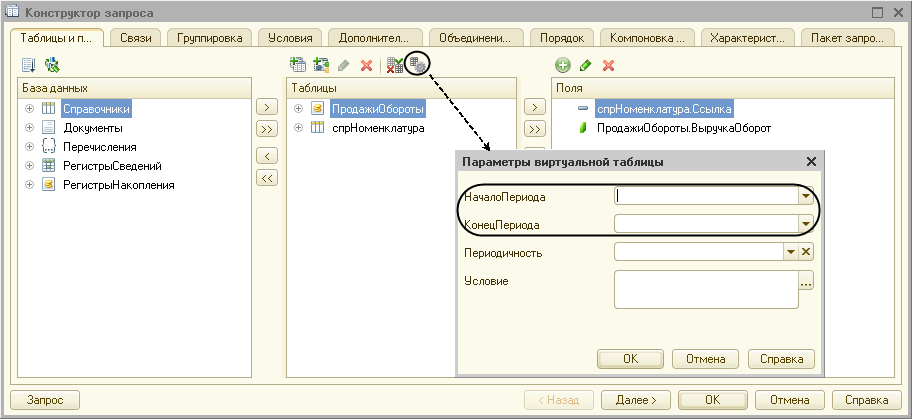 Конструктор запроса
Таблицы и п... Связи Группировка Условия Дополнител... Объединени... Порядок Компоновка ... Характерист... Пакет запро...
База данных
Справочники
Документы
Перечисления
РегистрыСведений
РегистрыНакопления
Таблицы
ПродажиОбороты
спрНоменклатура
Поля
спрНоменклатура.Ссылка
ПродажиОбороты.ВыручкаОборот
Параметры виртуальной таблицы
НачалоПериода
КонецПериода
Периодичность
Условие
OK Отмена Справка
Запрос < Назад Далее > OK Отмена Справка